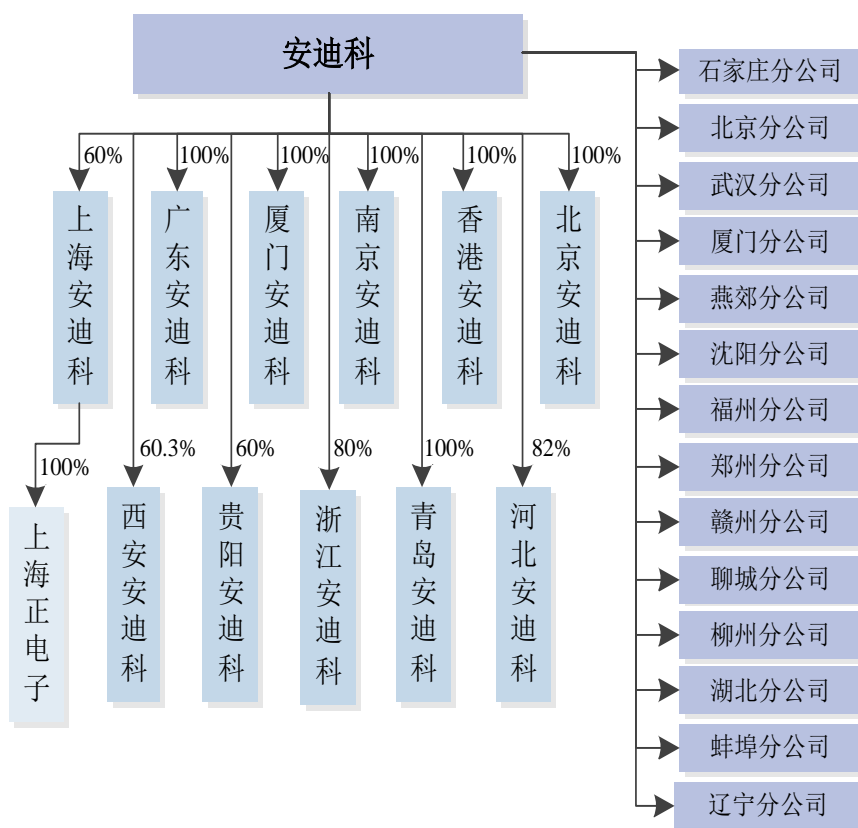 安迪科
石家庄分公司
北京分公司
武汉分公司
厦门分公司
燕郊分公司
沈阳分公司
福州分公司
郑州分公司
赣州分公司
聊城分公司
柳州分公司
湖北分公司
蚌埠分公司
辽宁分公司
60%
100%
100%
100%
100%
100%
上海安迪科
广东安迪科
厦门安迪科
南京安迪科
香港安迪科
北京安迪科
100%
60.3%
60%
80%
100%
82%
上海正电子
西安安迪科
贵阳安迪科
浙江安迪科
青岛安迪科
河北安迪科